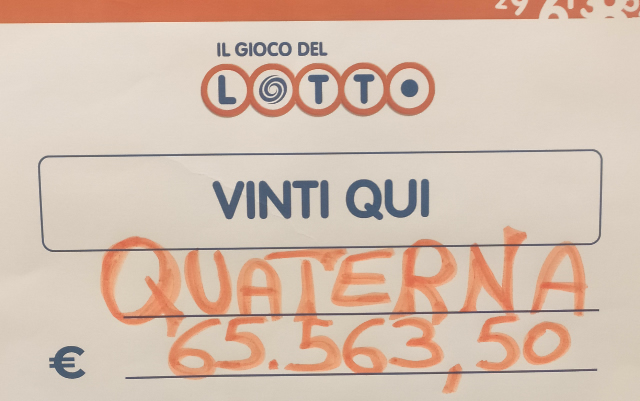 IL GIOCO DEL
LOTTO
VINTI QUI
QUATERNA
€ 65.563,50